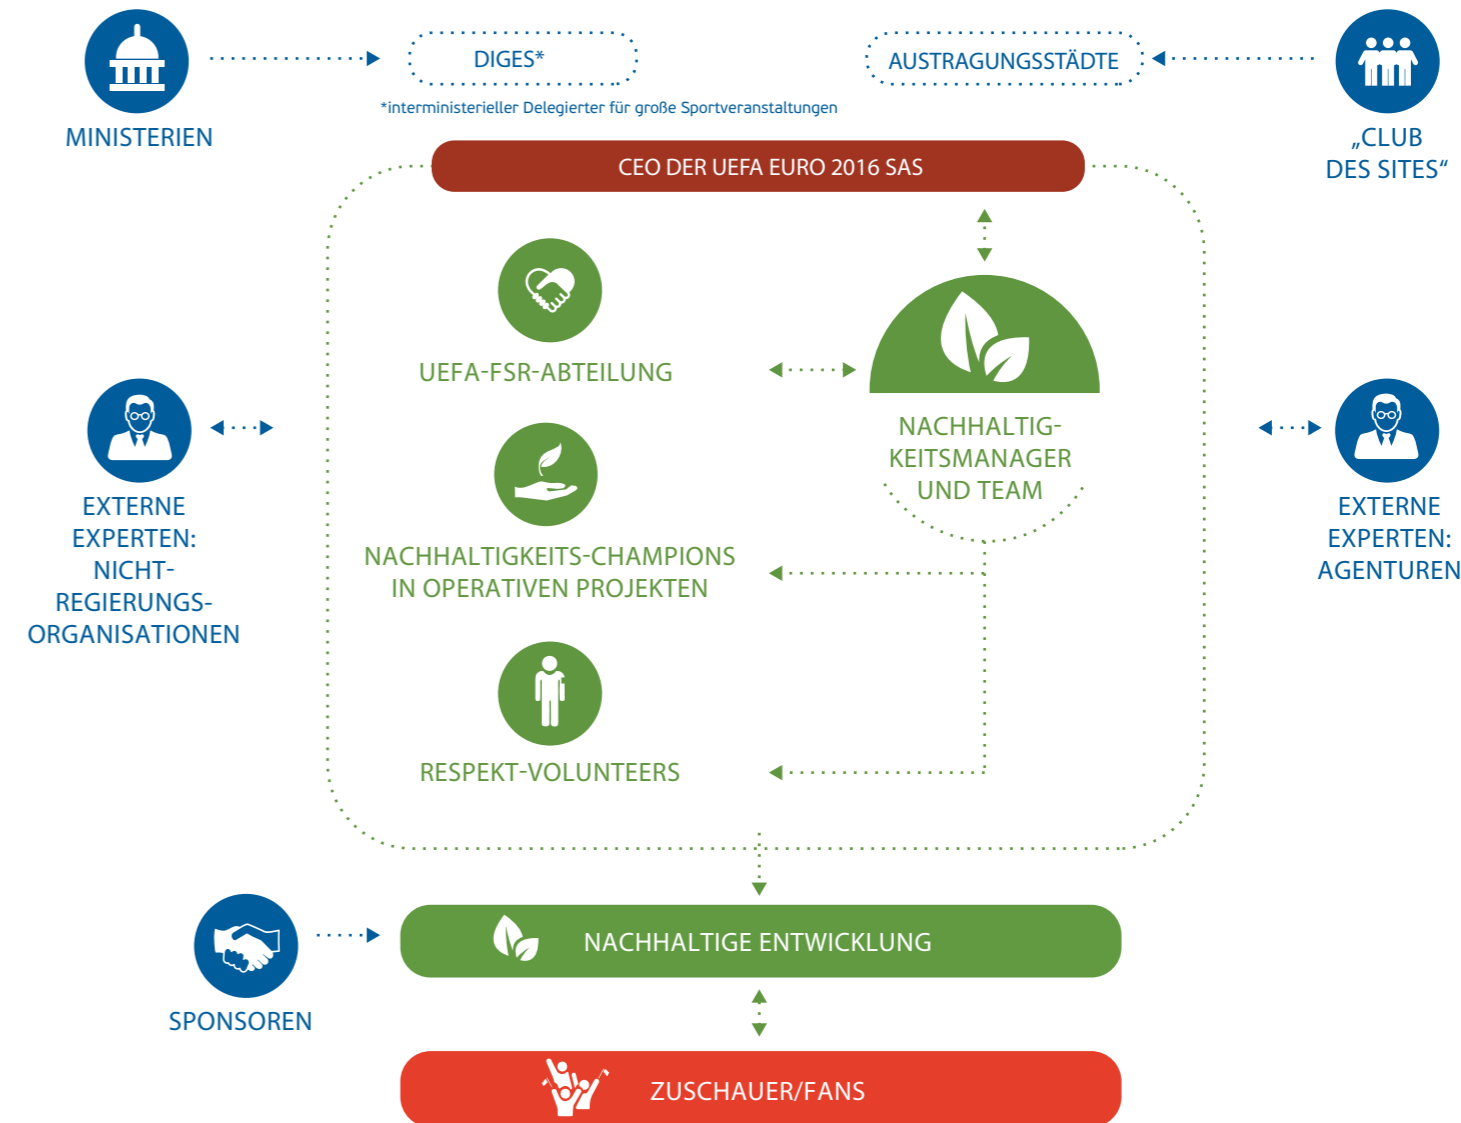 DIGES*
AUSTRAGUNGSSTÄDTE
*interministerieller Delegierter für große Sportveranstaltungen
MINISTERIEN
„CLUB
DES SITES“
CEO DER UEFA EURO 2016 SAS
UEFA-FSR-ABTEILUNG
NACHHALTIG-
KEITSMANAGER
UND TEAM
EXTERNE
EXPERTEN:
NICHT-
REGIERUNGS-
ORGANISATIONEN
EXTERNE
EXPERTEN:
AGENTUREN
NACHHALTIGKEITS-CHAMPIONS
IN OPERATIVEN PROJEKTEN
RESPEKT-VOLUNTEERS
NACHHALTIGE ENTWICKLUNG
SPONSOREN
ZUSCHAUER/FANS